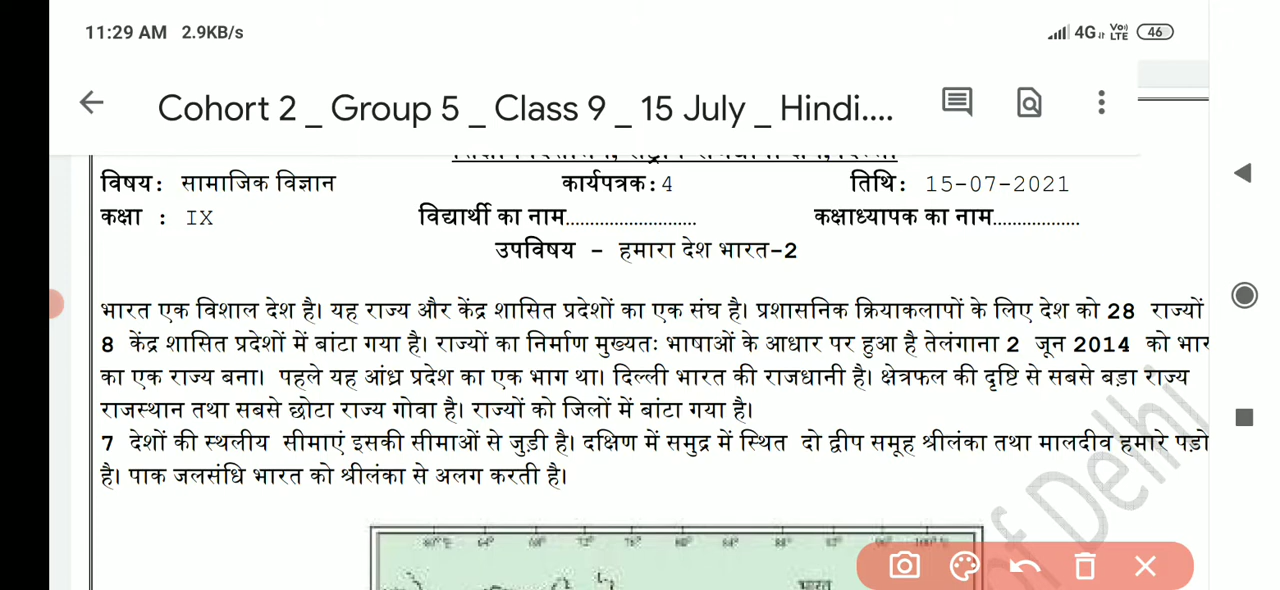 11:29 AM 2.9KB/s 4G Vo) LTE 46
Cohort 2 _ Group 5 _ Class 9 _ 15 July _ Hindi....
विषय: सामाजिक विज्ञान कार्यपत्रक: 4 तिथि: 15-07-2021
कक्षा : IX विद्यार्थी का नाम........................... कक्षाध्यापक का नाम..................
उपविषय - हमारा देश भारत-2
भारत एक विशाल देश है। यह राज्य और केंद्र शासित प्रदेशों का एक संघ है। प्रशासनिक क्रियाकलापों के लिए देश को 28 राज्यों
8 केंद्र शासित प्रदेशों में बांटा गया है। राज्यों का निर्माण मुख्यतः भाषाओं के आधार पर हुआ है तेलंगाना 2 जून 2014 को भार
का एक राज्य बना। पहले यह आंध्र प्रदेश का एक भाग था। दिल्ली भारत की राजधानी है। क्षेत्रफल की दृष्टि से सबसे बड़ा राज्य
राजस्थान तथा सबसे छोटा राज्य गोवा है। राज्यों को जिलों में बांटा गया है।
7 देशों की स्थलीय सीमाएं इसकी सीमाओं से जुड़ी है। दक्षिण में समुद्र में स्थित दो द्वीप समूह श्रीलंका तथा मालदीव हमारे पड़ो
है। पाक जलसंधि भारत को श्रीलंका से अलग करती है।
of Delhi
भारत